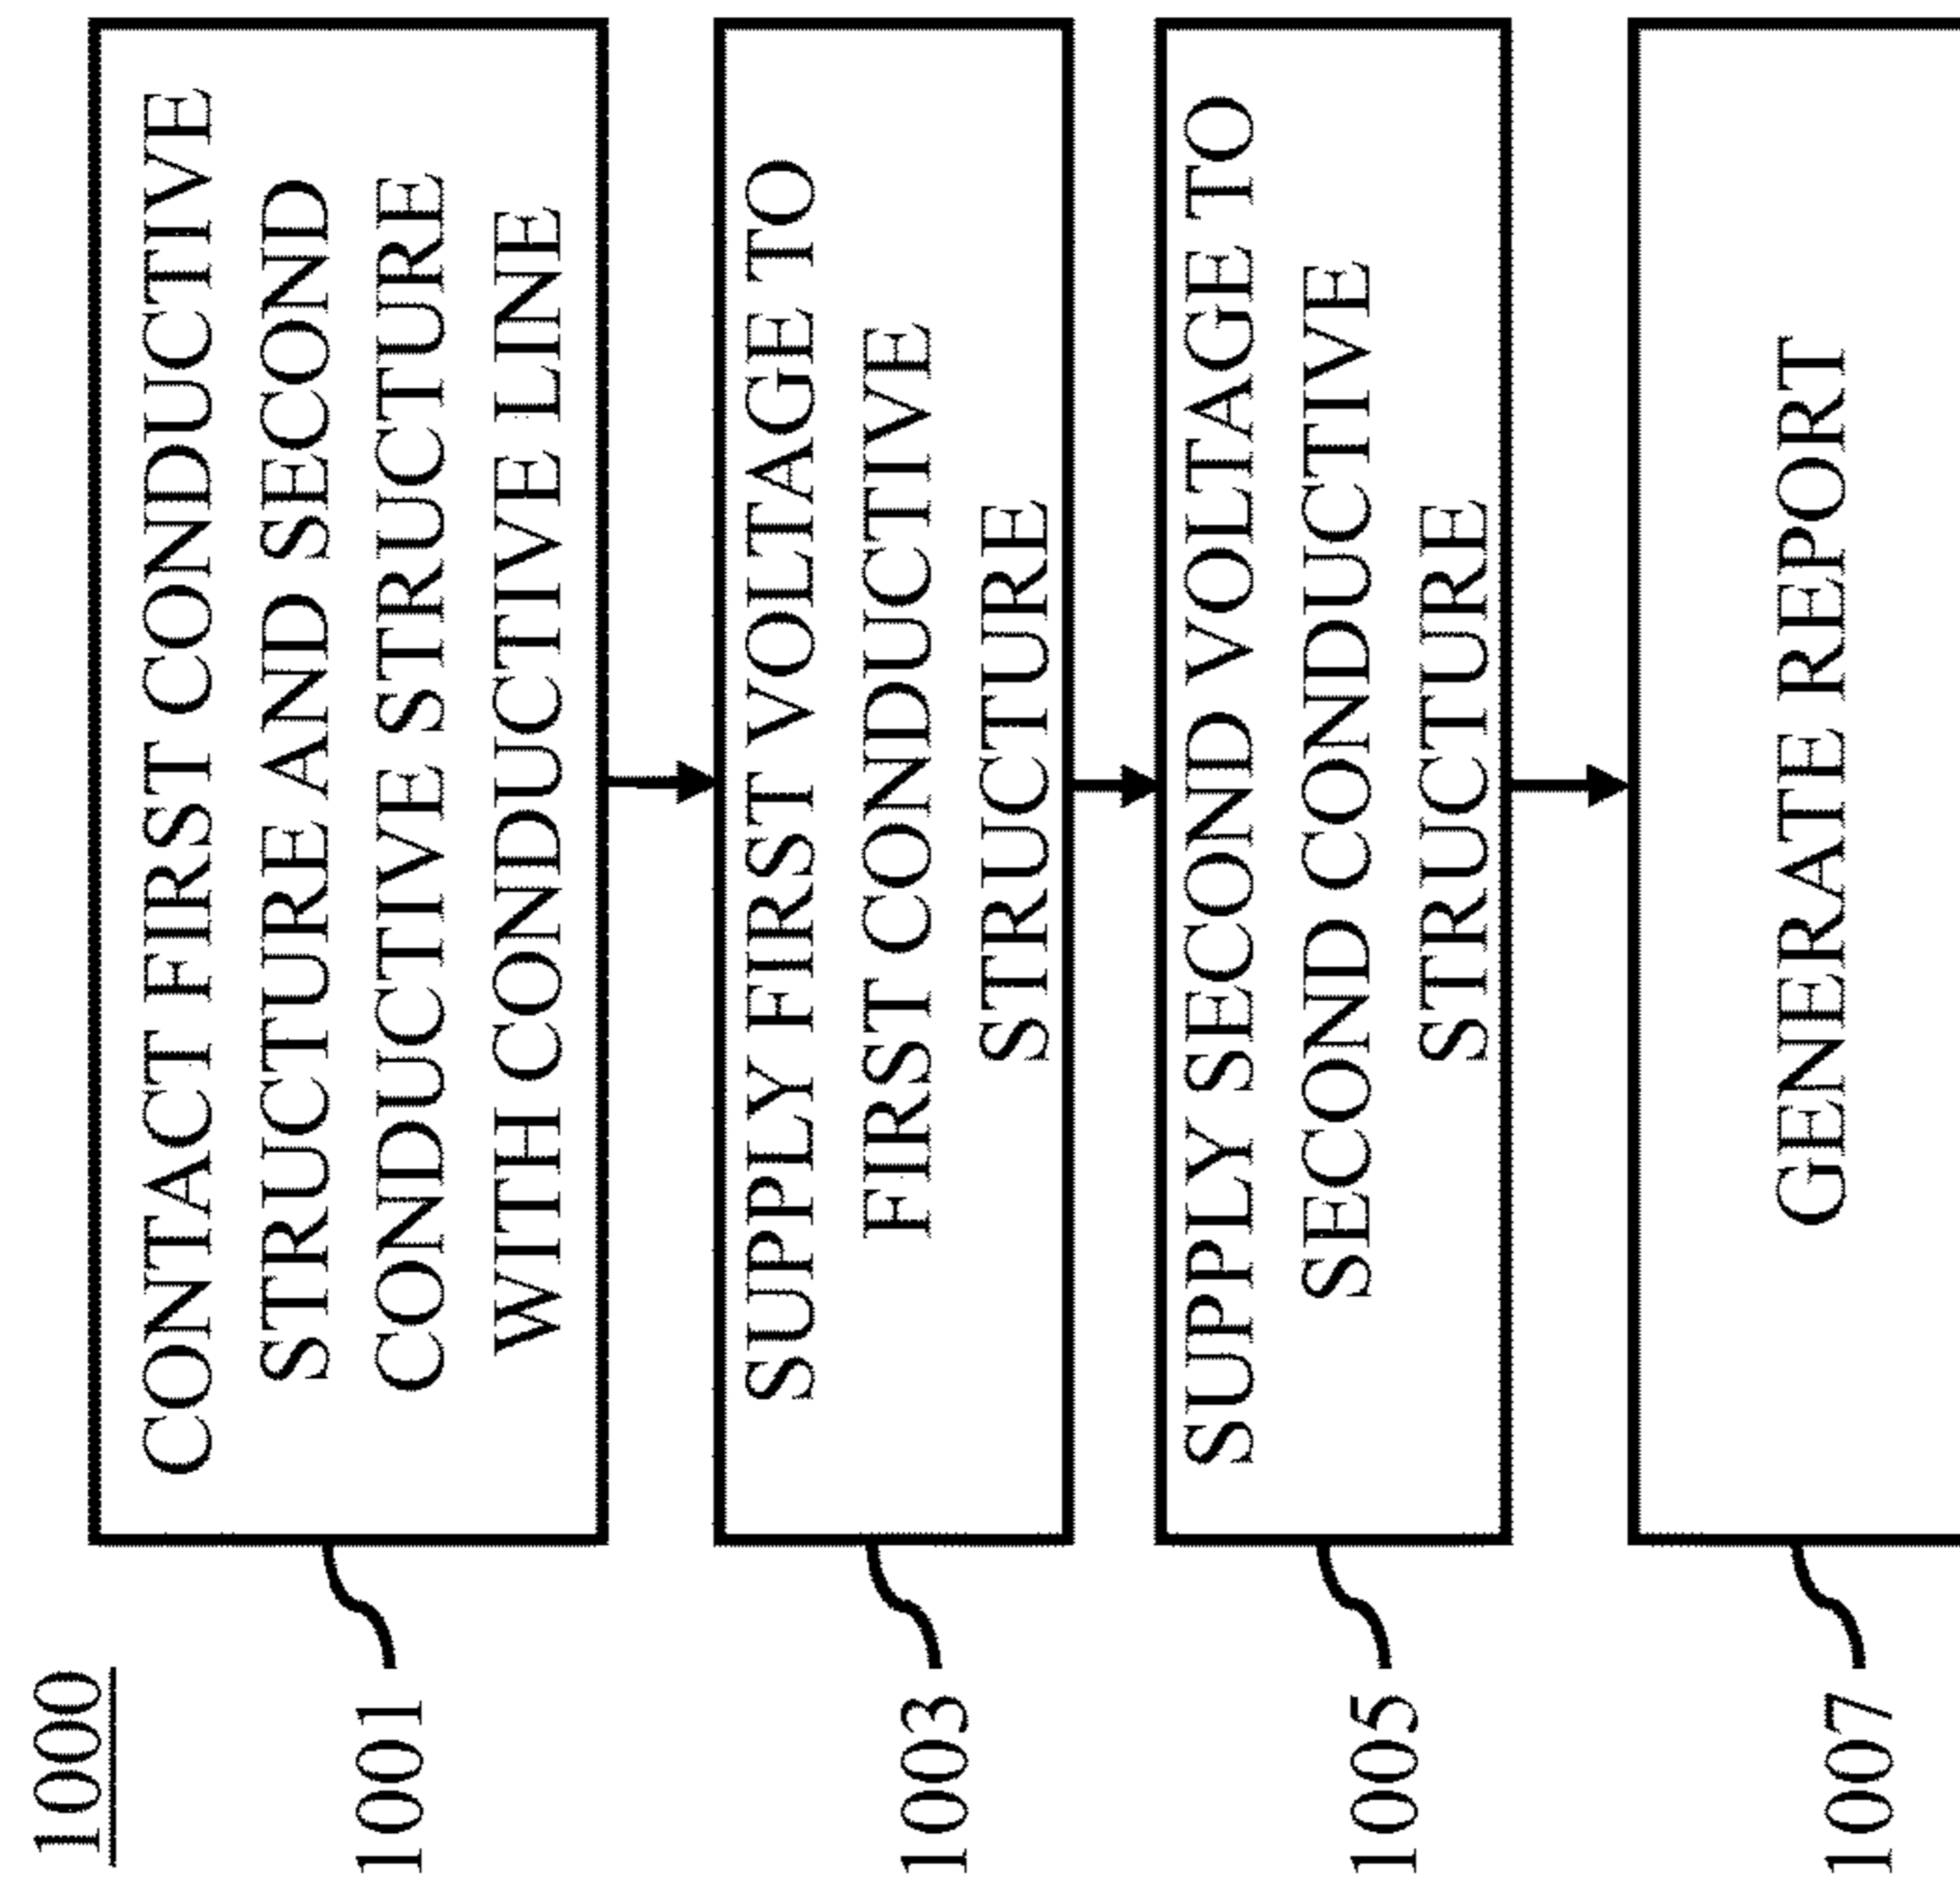 1000
1001
CONTACT FIRST CONDUCTIVE
STRUCTURE AND SECOND
CONDUCTIVE STRUCTURE
WITH CONDUCTIVE LINE
1003
SUPPLY FIRST VOLTAGE TO
FIRST CONDUCTIVE
STRUCTURE
1005
SUPPLY SECOND VOLTAGE TO
SECOND CONDUCTIVE
STRUCTURE
1007
GENERATE REPORT